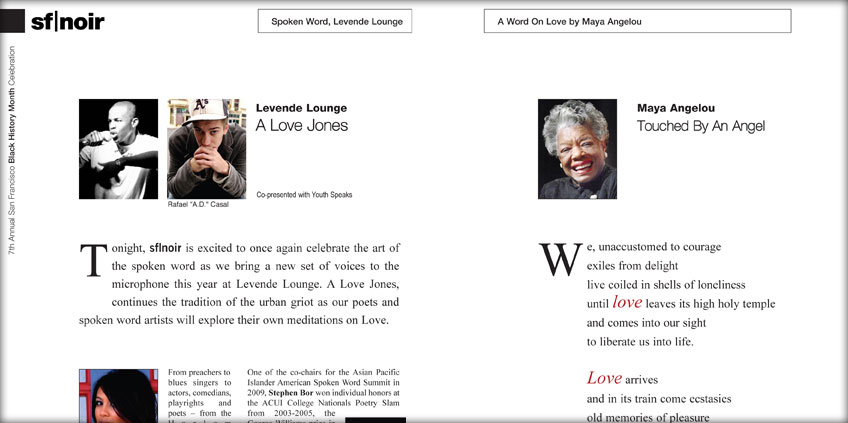 sf|noir
7th Annual San Francisco Black History Month Celebration
Spoken Word, Levende Lounge
A's
Levende Lounge
A Love Jones
Co-presented with Youth Speaks
Rafael "A.D." Casal
Tonight, sf|noir is excited to once again celebrate the art of
the spoken word as we bring a new set of voices to the
microphone this year at Levende Lounge. A Love Jones,
continues the tradition of the urban griot as our poets and
spoken word artists will explore their own meditations on Love.
From preachers to
blues singers to
actors, comedians,
playrights and
poets – from the
One of the co-chairs for the Asian Pacific
Islander American Spoken Word Summit in
2009, Stephen Bor won individual honors at
the ACUI College Nationals Poetry Slam
from 2003-2005, the
A Word On Love by Maya Angelou
Maya Angelou
Touched By An Angel
We, unaccustomed to courage
exiles from delight
live coiled in shells of loneliness
until love leaves its high holy temple
and comes into our sight
to liberate us into life.
Love arrives
and in its train come ecstasies
old memories of pleasure